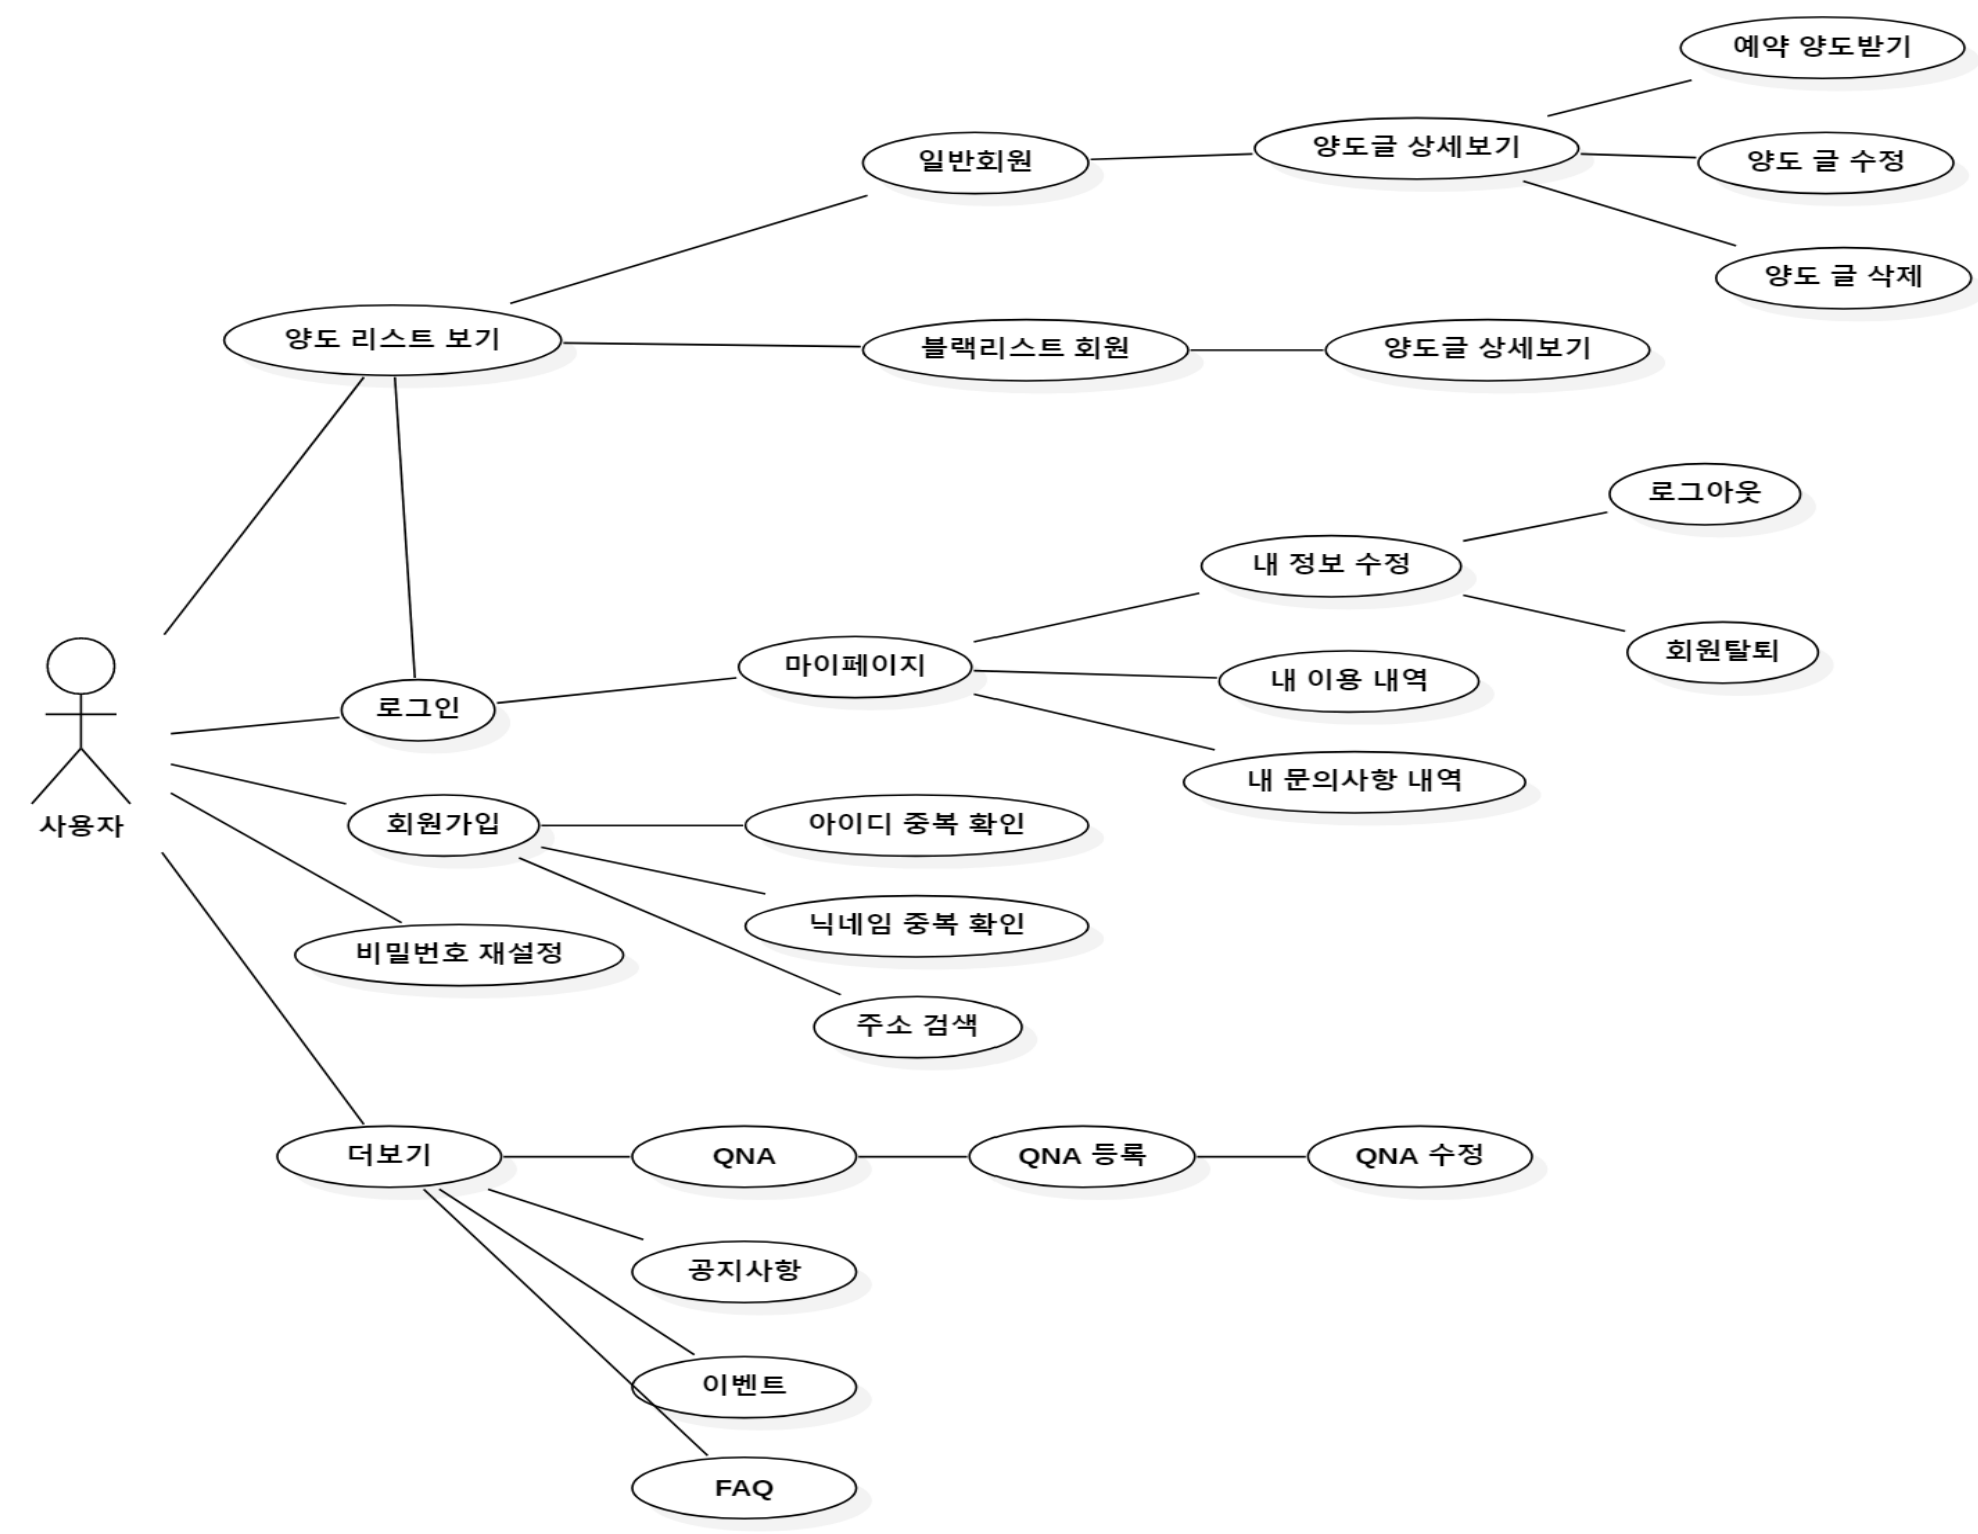 예약 양도받기
일반회원
양도글 상세보기
양도 글 수정
양도 글 삭제
양도 리스트 보기
블랙리스트 회원
양도글 상세보기
로그아웃
내 정보 수정
회원탈퇴
마이페이지
내 이용 내역
로그인
내 문의사항 내역
사용자
회원가입
아이디 중복 확인
닉네임 중복 확인
비밀번호 재설정
주소 검색
더보기
QNA
QNA 등록
QNA 수정
공지사항
이벤트
FAQ